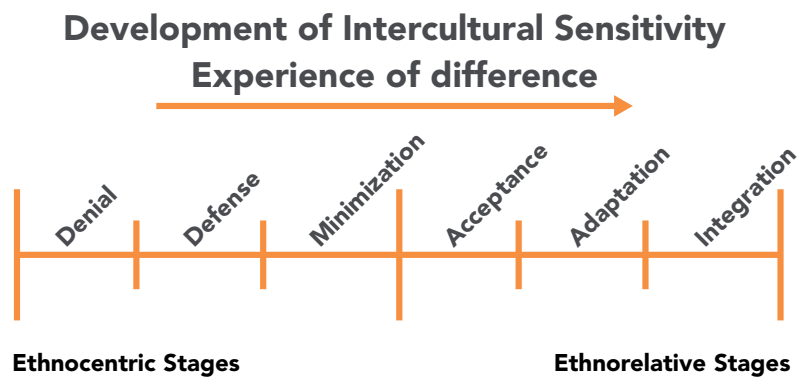 Development of Intercultural Sensitivity
Experience of difference
Denial
Defense
Minimization
Acceptance
Adaptation
Integration
Ethnocentric Stages
Ethnorelative Stages